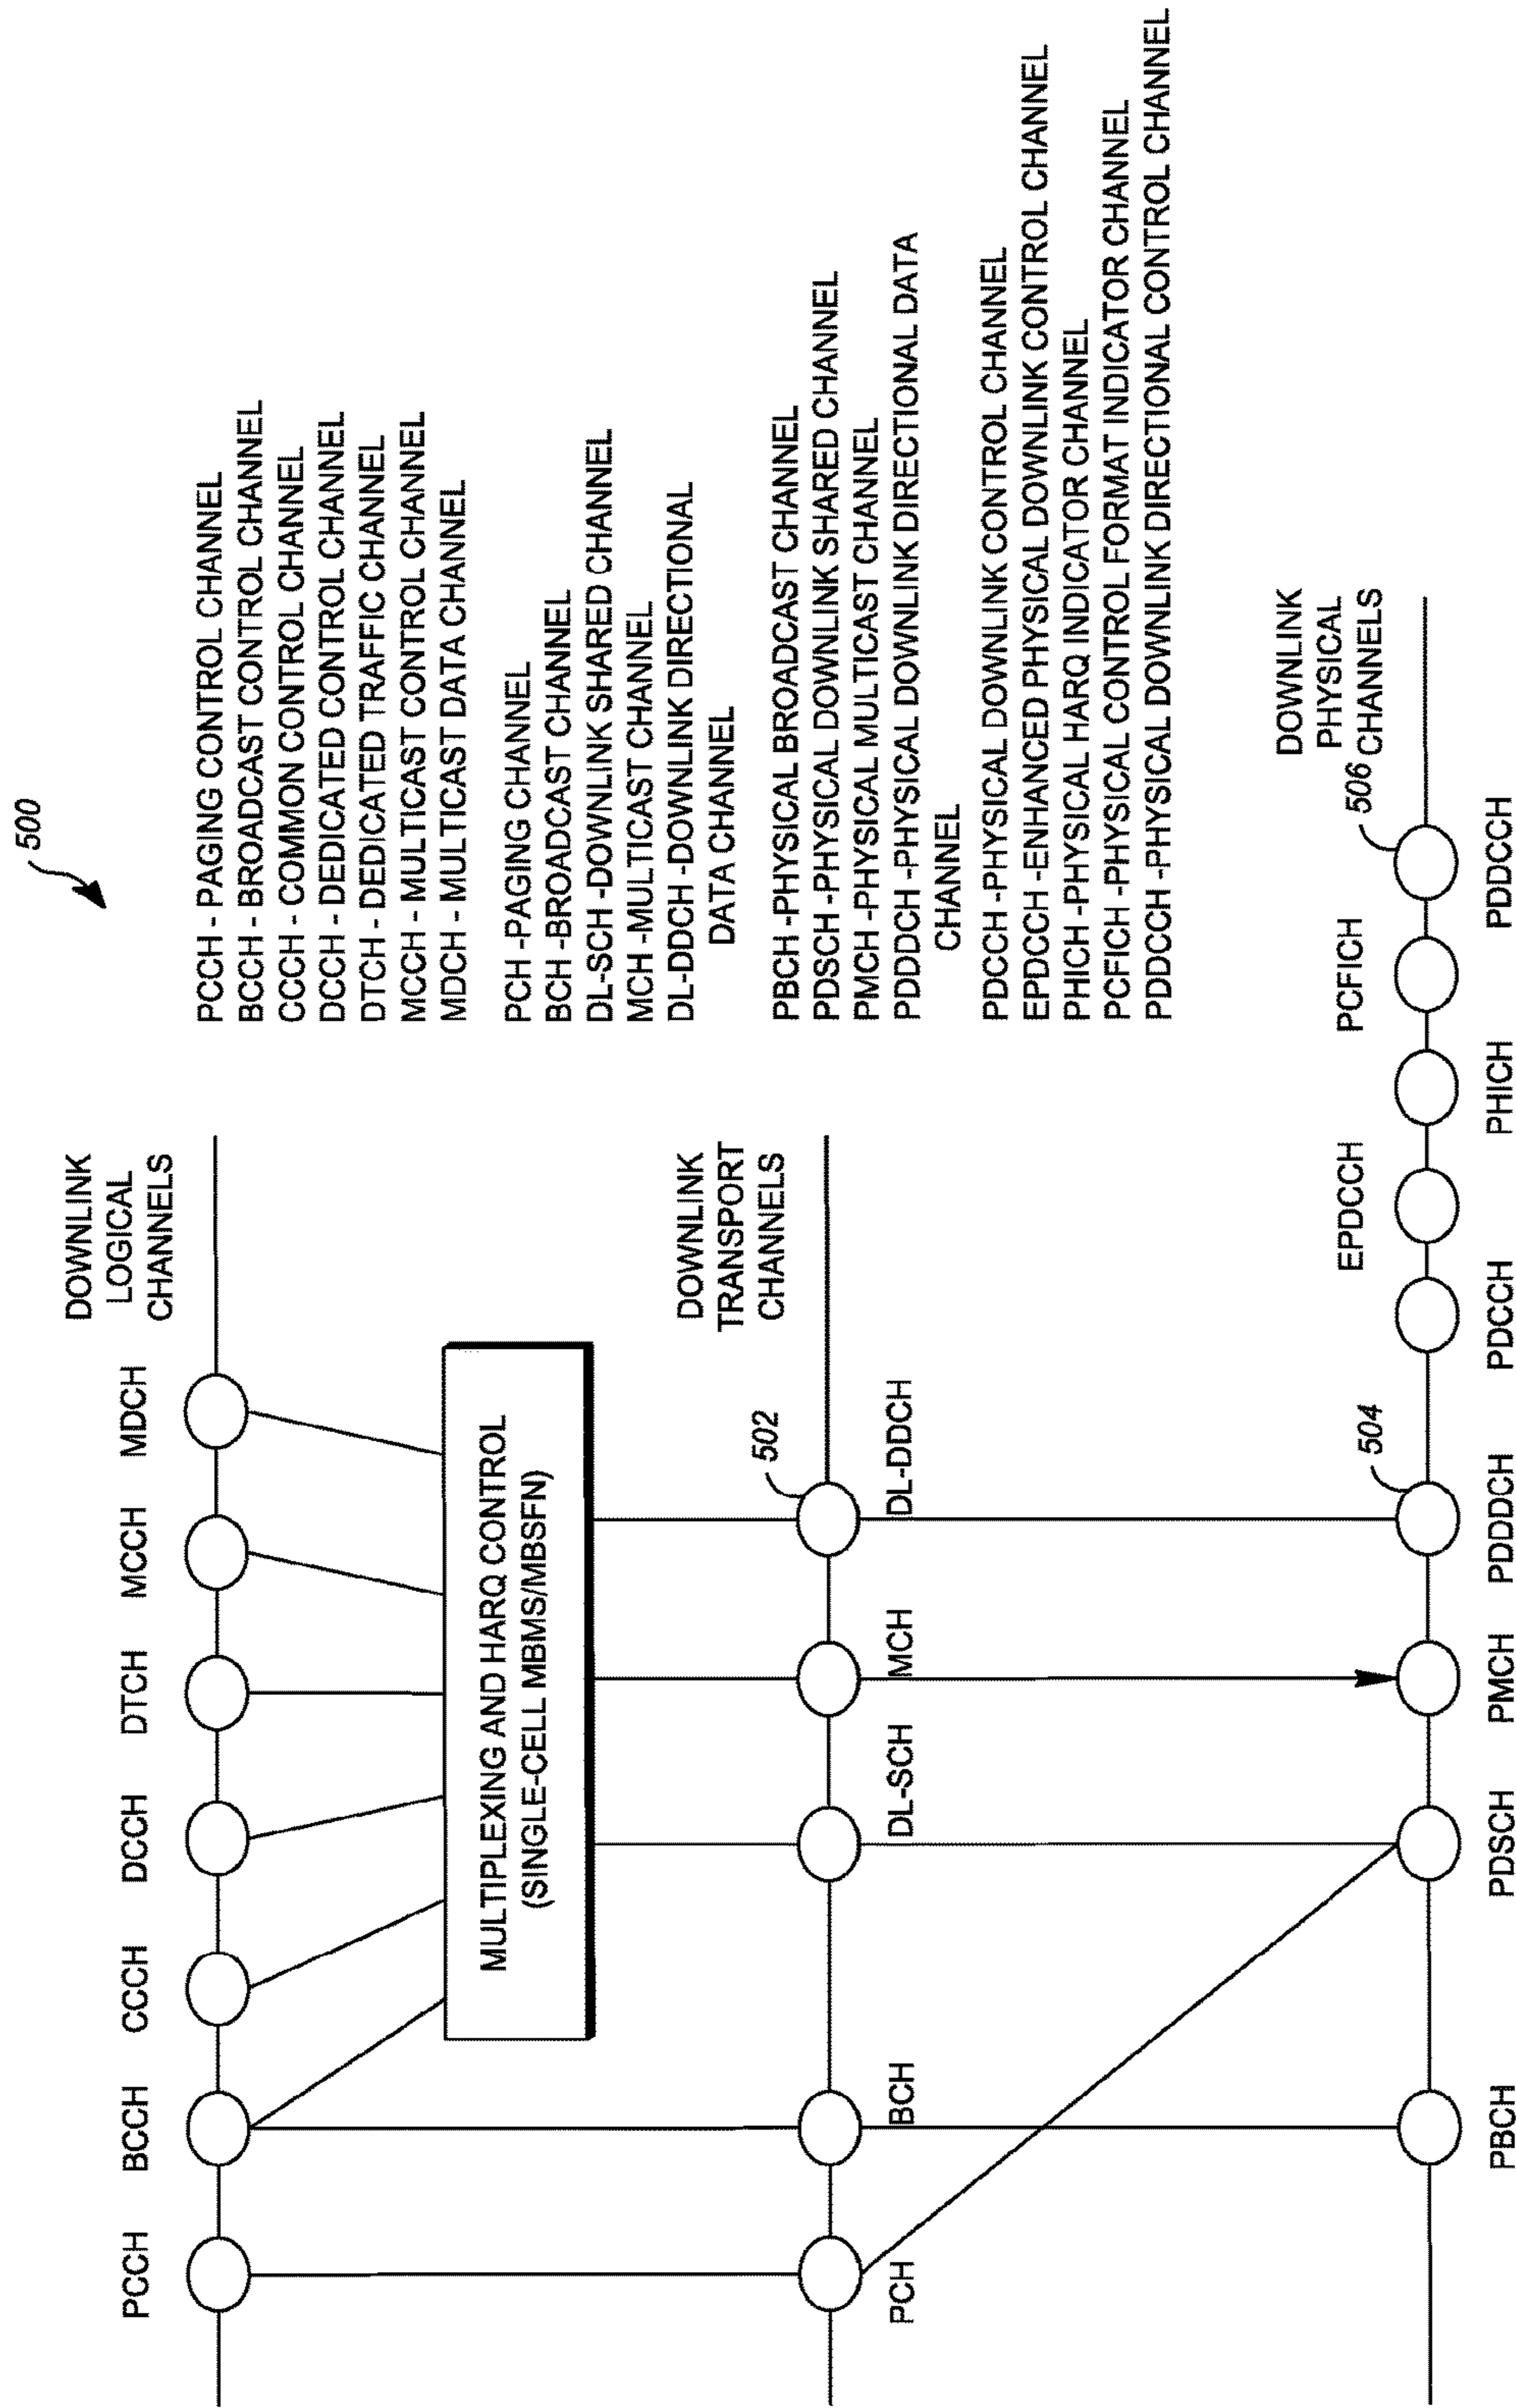 500
DOWNLINK
LOGICAL
CHANNELS
PCCH
BCCH
CCCH
DCCH
DTCH
MCCH
MDCH
MULTIPLEXING AND HARQ CONTROL
(SINGLE-CELL MBMS/MBSFN)
DOWNLINK
TRANSPORT
CHANNELS
502
PCH
BCH
DL-SCH
MCH
DL-DDCH
DOWNLINK
PHYSICAL
CHANNELS
504
506
EPDCCH
PCFICH
PBCH
PDSCH
PMCH
PDDDCH
PDCCH
PHICH
PDDCCH
PCCH - PAGING CONTROL CHANNEL
BCCH - BROADCAST CONTROL CHANNEL
CCCH - COMMON CONTROL CHANNEL
DCCH - DEDICATED CONTROL CHANNEL
DTCH - DEDICATED TRAFFIC CHANNEL
MCCH - MULTICAST CONTROL CHANNEL
MDCH - MULTICAST DATA CHANNEL
PCH -PAGING CHANNEL
BCH -BROADCAST CHANNEL
DL-SCH -DOWNLINK SHARED CHANNEL
MCH -MULTICAST CHANNEL
DL-DDCH -DOWNLINK DIRECTIONAL
DATA CHANNEL
PBCH -PHYSICAL BROADCAST CHANNEL
PDSCH -PHYSICAL DOWNLINK SHARED CHANNEL
PMCH -PHYSICAL MULTICAST CHANNEL
PDDDCH -PHYSICAL DOWNLINK DIRECTIONAL DATA
CHANNEL
PDCCH -PHYSICAL DOWNLINK CONTROL CHANNEL
EPDCCH -ENHANCED PHYSICAL DOWNLINK CONTROL CHANNEL
PHICH -PHYSICAL HARQ INDICATOR CHANNEL
PCFICH -PHYSICAL CONTROL FORMAT INDICATOR CHANNEL
PDDCCH -PHYSICAL DOWNLINK DIRECTIONAL CONTROL CHANNEL